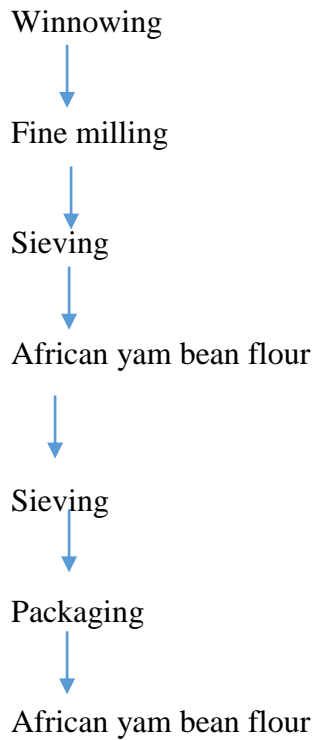 Winnowing
Fine milling
Sieving
African yam bean flour
Sieving
Packaging
African yam bean flour